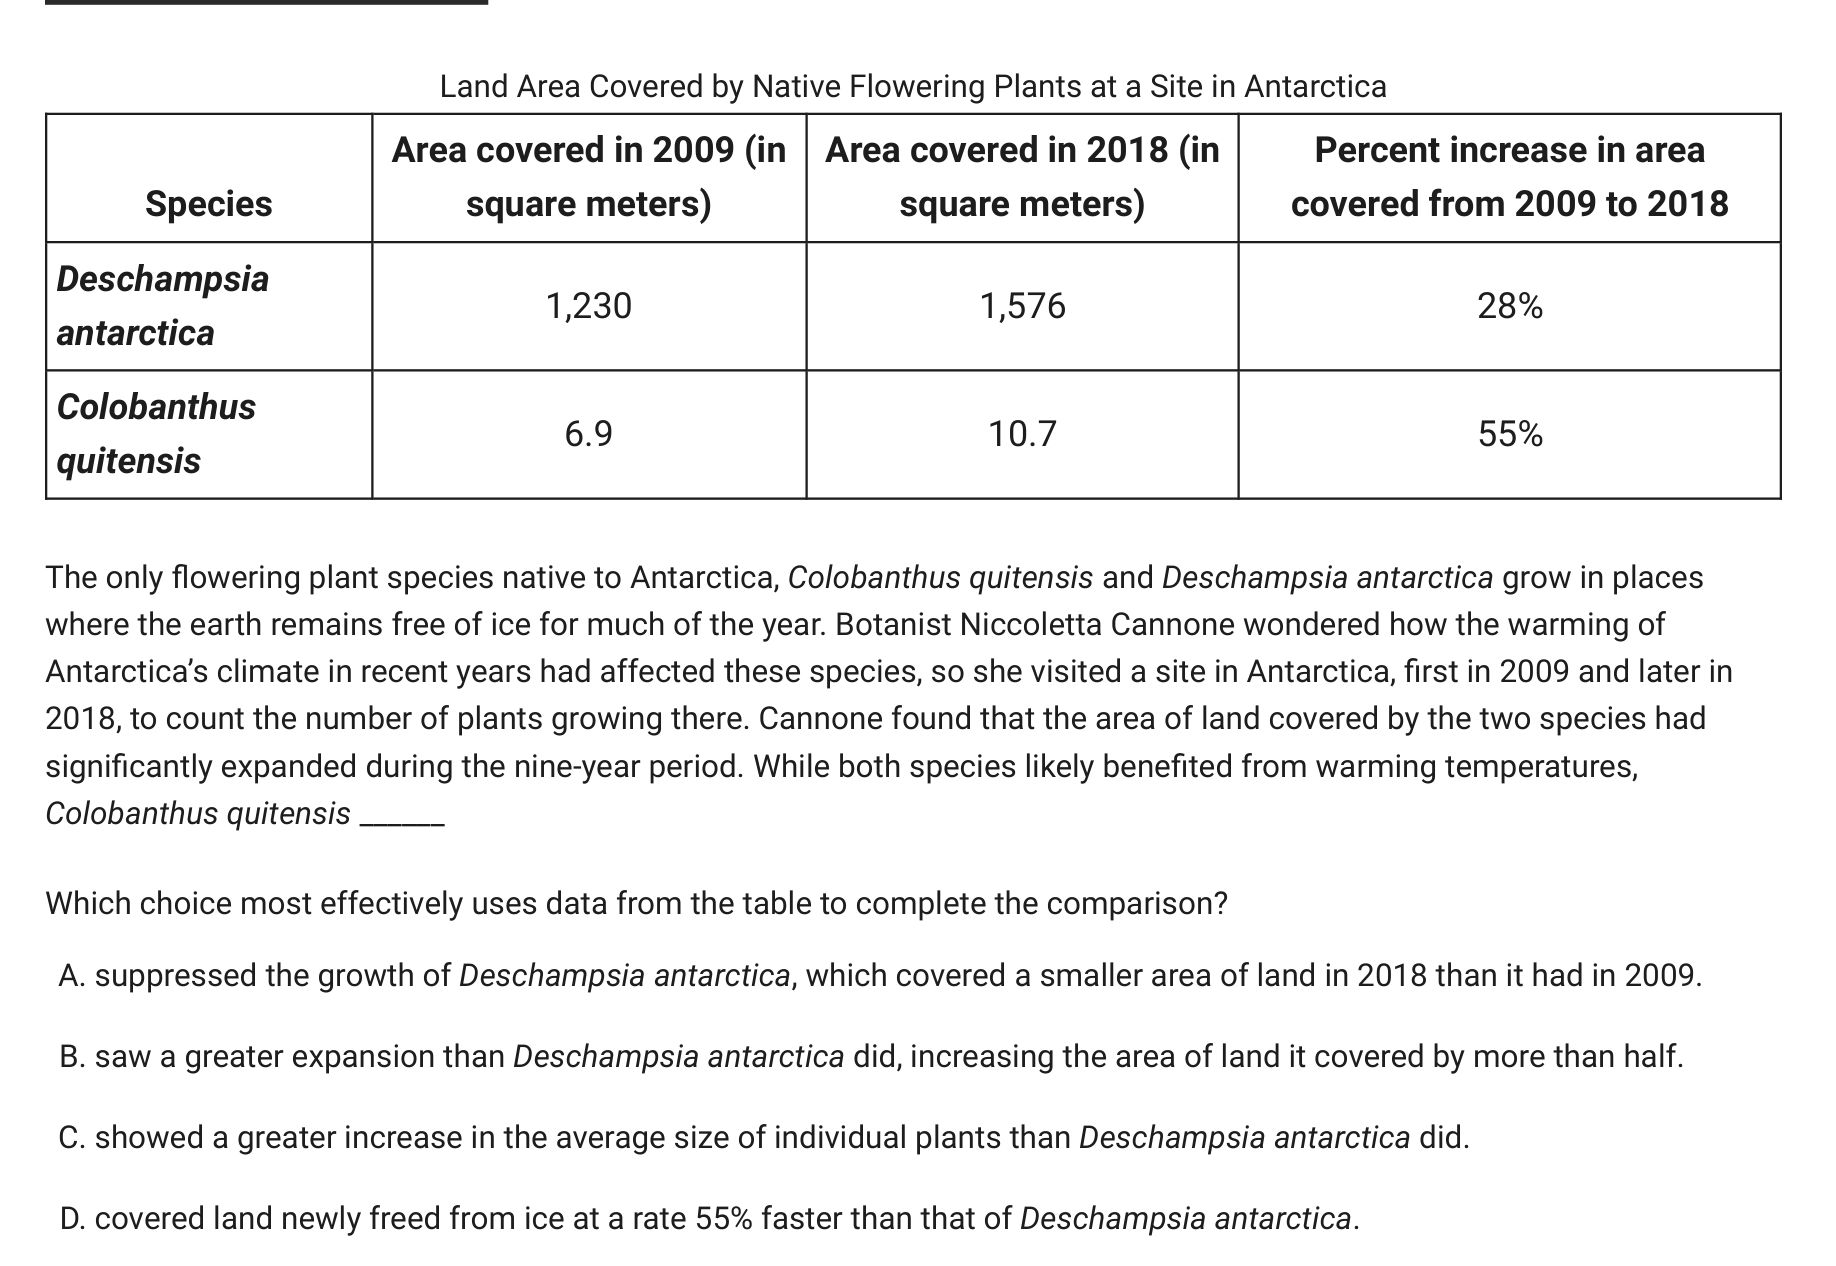 Land Area Covered by Native Flowering Plants at a Site in Antarctica
Species
Area covered in 2009 (in
square meters)
Area covered in 2018 (in
square meters)
Percent increase in area
covered from 2009 to 2018
Deschampsia
antarctica
1,230
1,576
28%
Colobanthus
quitensis
6.9
10.7
55%
The only flowering plant species native to Antarctica, Colobanthus quitensis and Deschampsia antarctica grow in places
where the earth remains free of ice for much of the year. Botanist Niccoletta Cannone wondered how the warming of
Antarctica’s climate in recent years had affected these species, so she visited a site in Antarctica, first in 2009 and later in
2018, to count the number of plants growing there. Cannone found that the area of land covered by the two species had
significantly expanded during the nine-year period. While both species likely benefited from warming temperatures,
Colobanthus quitensis ______
Which choice most effectively uses data from the table to complete the comparison?
A. suppressed the growth of Deschampsia antarctica, which covered a smaller area of land in 2018 than it had in 2009.
B. saw a greater expansion than Deschampsia antarctica did, increasing the area of land it covered by more than half.
C. showed a greater increase in the average size of individual plants than Deschampsia antarctica did.
D. covered land newly freed from ice at a rate 55% faster than that of Deschampsia antarctica.